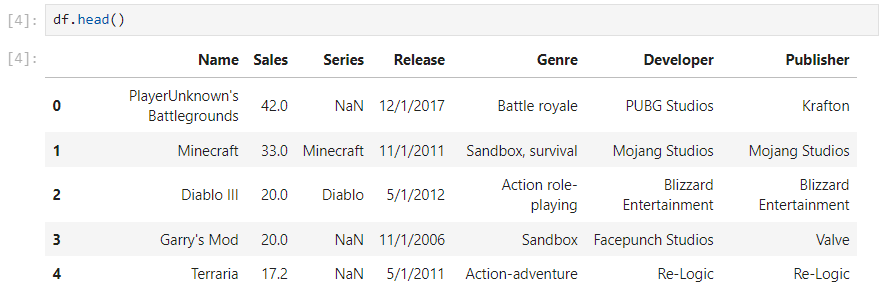 [4]: df.head()
[4]:
Name Sales Series Release Genre Developer Publisher
0 PlayerUnknown's Battlegrounds 42.0 NaN 12/1/2017 Battle royale PUBG Studios Krafton
1 Minecraft 33.0 Minecraft 11/1/2011 Sandbox, survival Mojang Studios Mojang Studios
2 Diablo III 20.0 Diablo 5/1/2012 Action role-playing Blizzard Entertainment Blizzard Entertainment
3 Garry's Mod 20.0 NaN 11/1/2006 Sandbox Facepunch Studios Valve
4 Terraria 17.2 NaN 5/1/2011 Action-adventure Re-Logic Re-Logic